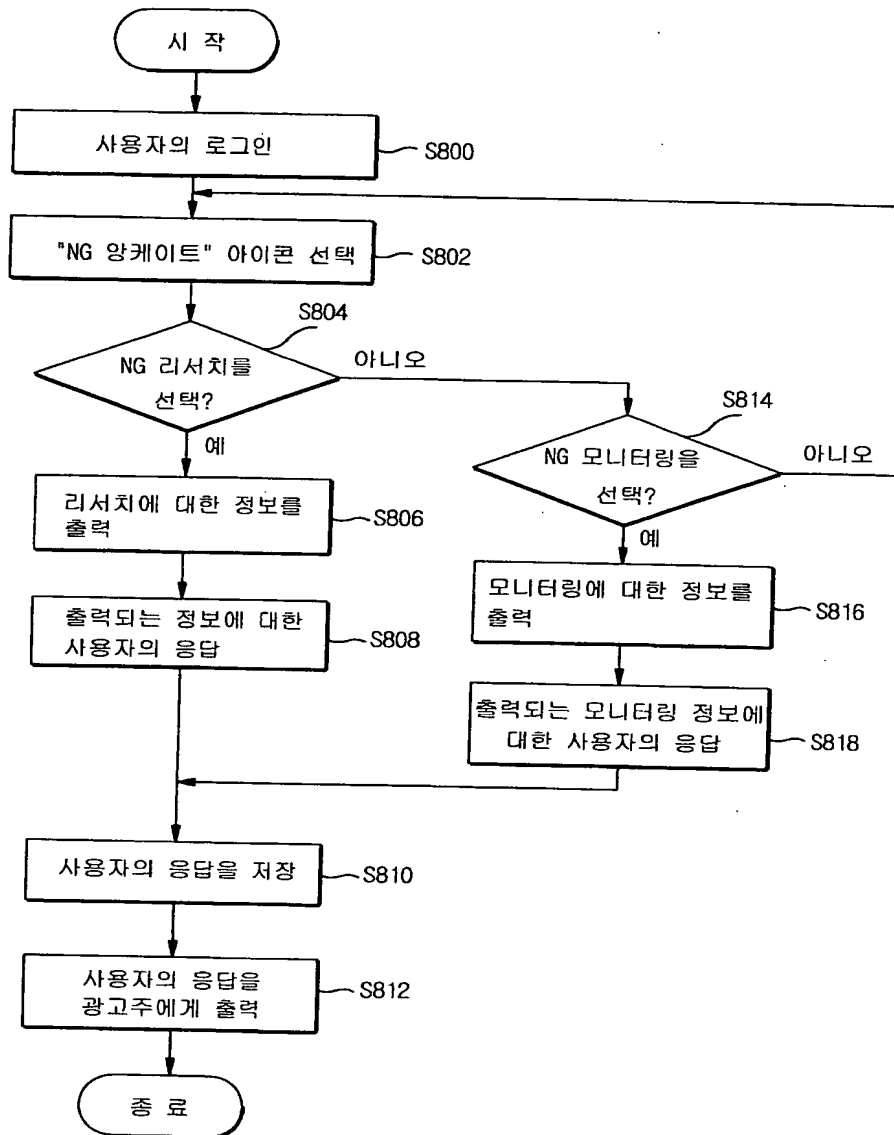 시 작
사용자의 로그인
S800
"NG 앙케이트" 아이콘 선택
S802
S804
NG 리서치를
선택?
아니오
예
S814
NG 모니터링을
선택?
아니오
예
리서치에 대한 정보를
출력
S806
출력되는 정보에 대한
사용자의 응답
S808
모니터링에 대한 정보를
출력
S816
출력되는 모니터링 정보에
대한 사용자의 응답
S818
사용자의 응답을 저장
S810
사용자의 응답을
광고주에게 출력
S812
종 료